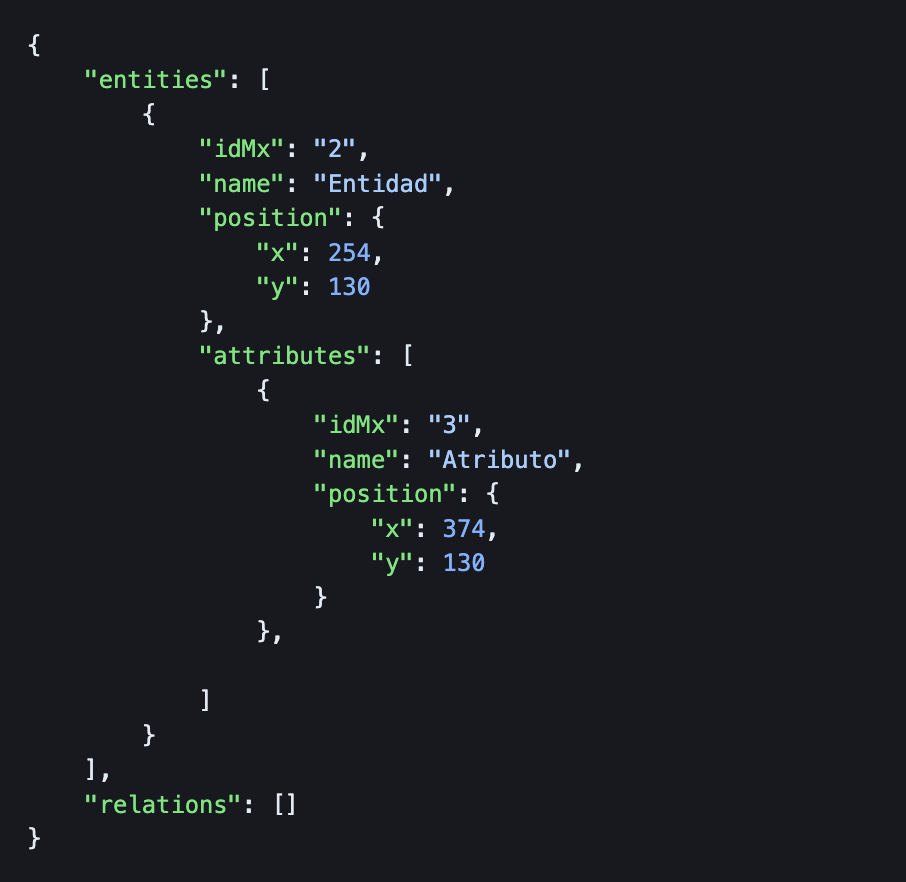 {
    "entities": [
        {
            "idMx": "2",
            "name": "Entidad",
            "position": {
                "x": 254,
                "y": 130
            },
            "attributes": [
                {
                    "idMx": "3",
                    "name": "Atributo",
                    "position": {
                        "x": 374,
                        "y": 130
                    }
                },

            ]
        }
    ],
    "relations": []
}